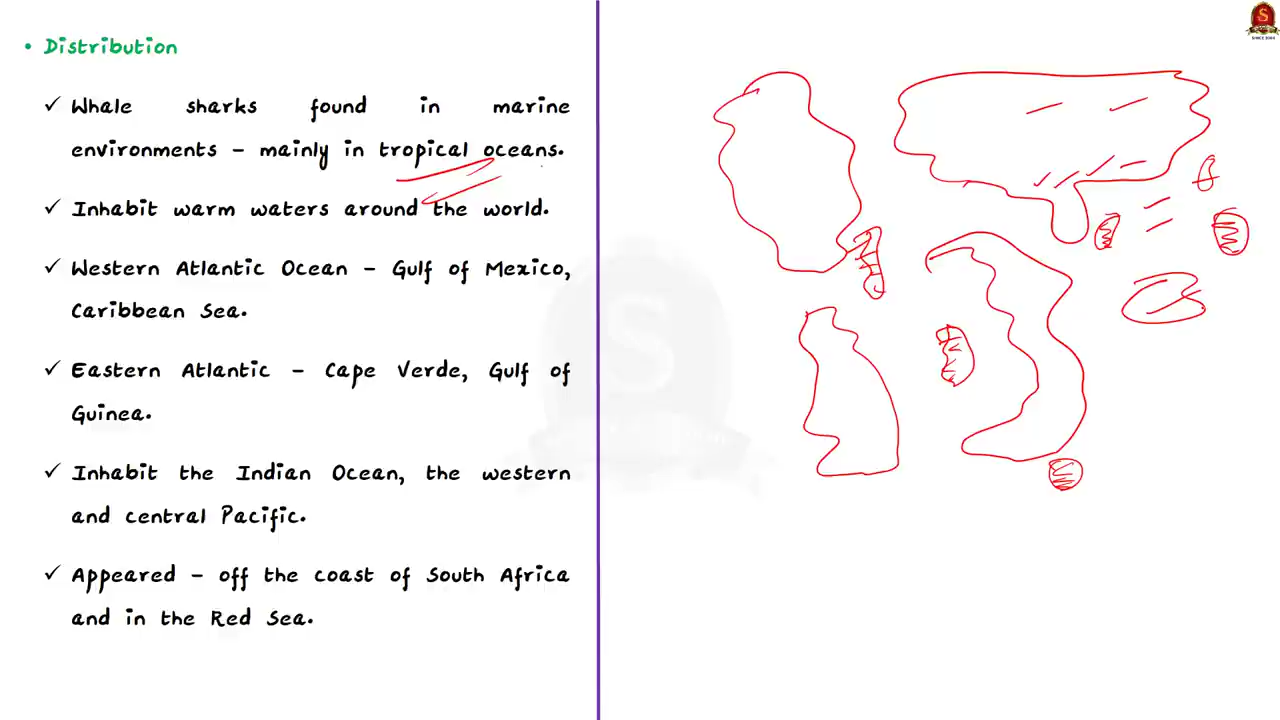 • Distribution
✓ Whale sharks found in marine
environments – mainly in tropical oceans.
✓ Inhabit warm waters around the world.
✓ Western Atlantic Ocean – Gulf of Mexico,
Caribbean Sea.
✓ Eastern Atlantic – Cape Verde, Gulf of
Guinea.
✓ Inhabit the Indian Ocean, the western
and central Pacific.
✓ Appeared – off the coast of South Africa
and in the Red Sea.
S